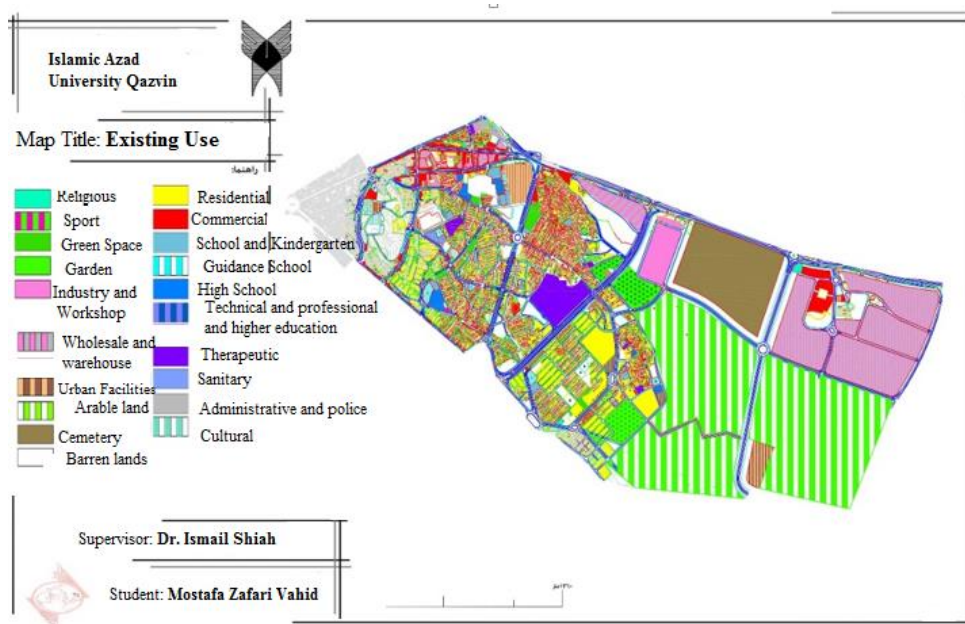 Islamic Azad
University Qazvin
Map Title: Existing Use
راهنما:
Religious
Sport
Green Space
Garden
Industry and
Workshop
Wholesale and
warehouse
Urban Facilities
Arable land
Cemetery
Barren lands
Residential
Commercial
School and Kindergarten
Guidance School
High School
Technical and professional
and higher education
Therapeutic
Sanitary
Administrative and police
Cultural
Supervisor: Dr. Ismail Shiah
Student: Mostafa Zafari Vahid